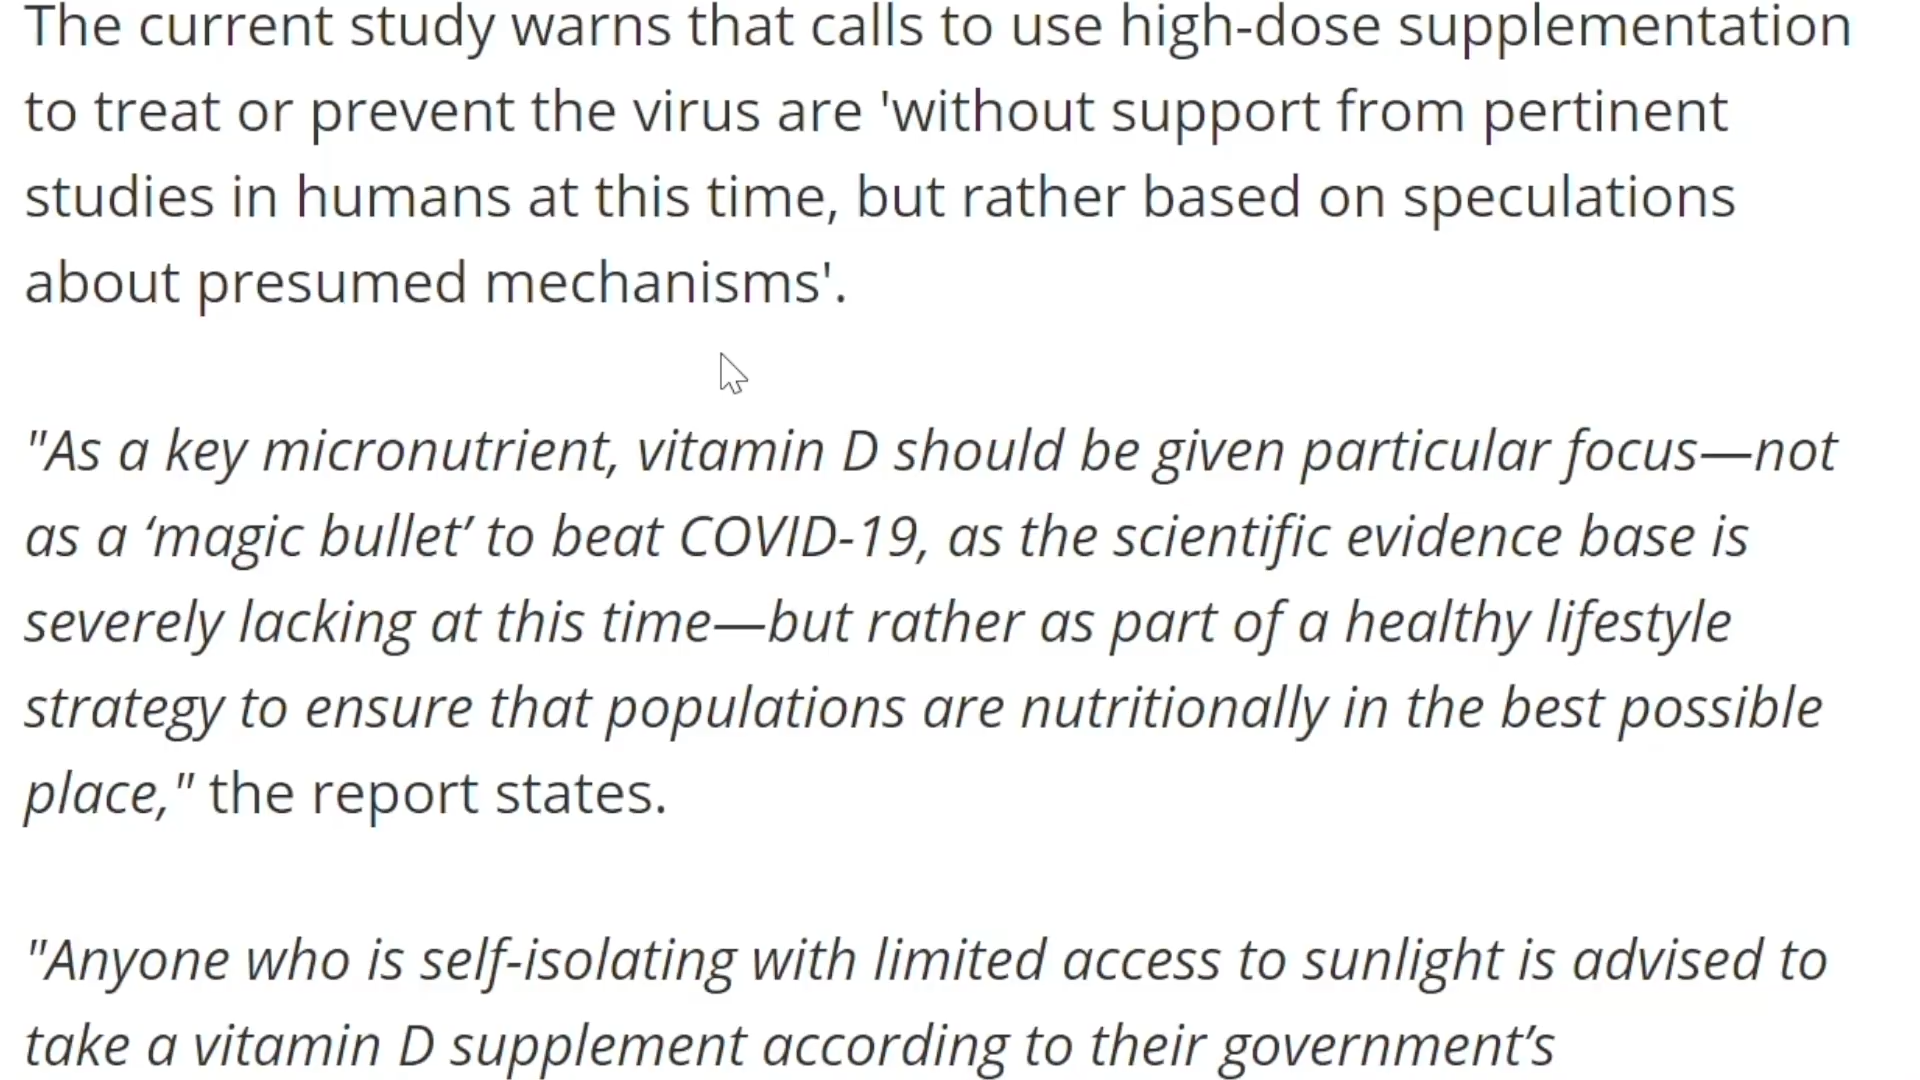 The current study warns that calls to use high-dose supplementation
to treat or prevent the virus are 'without support from pertinent
studies in humans at this time, but rather based on speculations
about presumed mechanisms'.
"As a key micronutrient, vitamin D should be given particular focus—not
as a ‘magic bullet’ to beat COVID-19, as the scientific evidence base is
severely lacking at this time—but rather as part of a healthy lifestyle
strategy to ensure that populations are nutritionally in the best possible
place," the report states.
"Anyone who is self-isolating with limited access to sunlight is advised to
take a vitamin D supplement according to their government’s